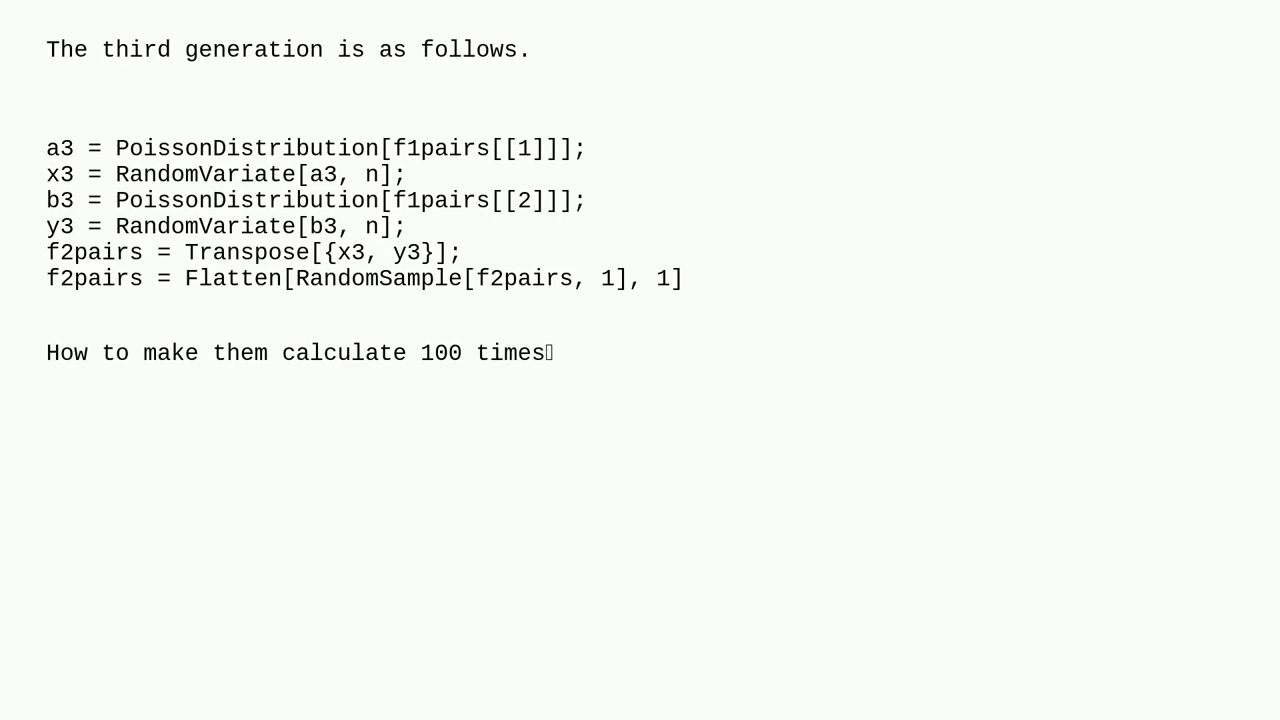 The third generation is as follows.
a3 = PoissonDistribution[f1pairs[[1]]];
x3 = RandomVariate[a3, n];
b3 = PoissonDistribution[f1pairs[[2]]];
y3 = RandomVariate[b3, n];
f2pairs = Transpose[{x3, y3}];
f2pairs = Flatten[RandomSample[f2pairs, 1], 1]
How to make them calculate 100 times